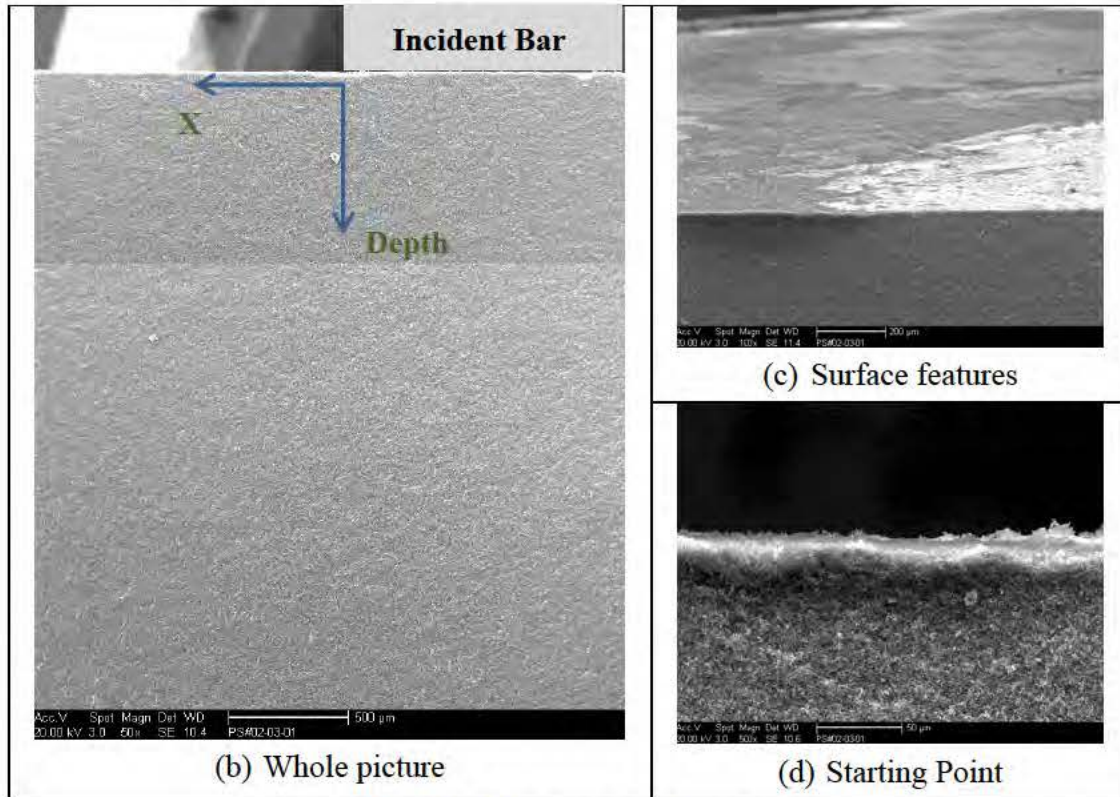 Incident Bar
X
Depth
Acc.V Spot Magn Det WD 500 µm
20.00 kV 3.0 50x SE 10.4 PS#02-03-01
(b) Whole picture
Acc.V Spot Magn Det WD 200 µm
20.00 kV 3.0 100x SE 11.4 PS#02-03-01
(c) Surface features
Acc.V Spot Magn Det WD 50 µm
20.00 kV 3.0 500x SE 10.6 PS#02-03-01
(d) Starting Point